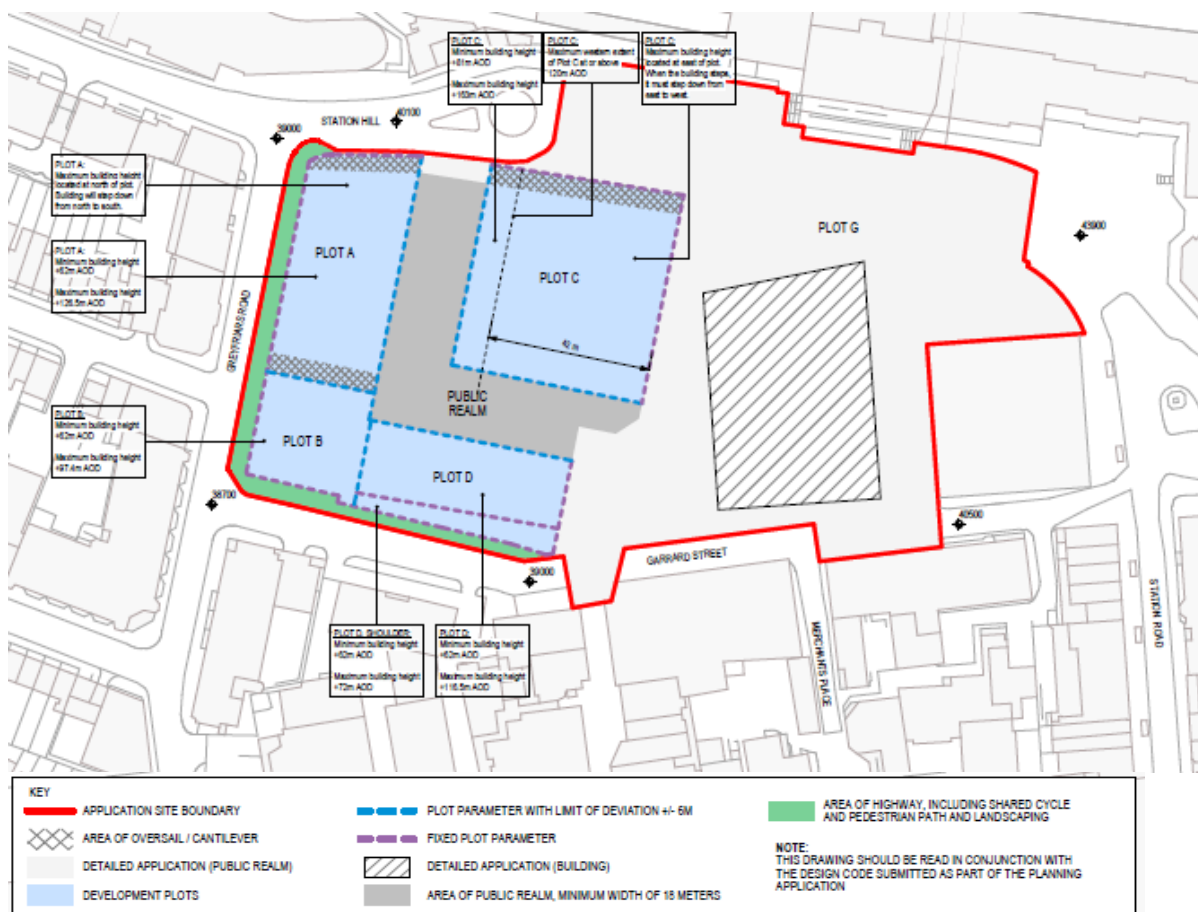 PLOT C:
Minimum building height
+81m AOD
Maximum building height
+163m AOD
PLOT C:
Maximum western extent
of Plot C at or above
120m AOD
PLOT C:
Maximum building height
located at east of plot.
When the building steps,
it must step down from
east to west.
STATION HILL
40100
39000
PLOT A:
Maximum building height
located at north of plot.
Building will step down
from north to south.
PLOT A:
Minimum building height
+62m AOD
Maximum building height
+126.5m AOD
PLOT A
PLOT C
PLOT G
43900
GREYFRIARS ROAD
42 m
PUBLIC
REALM
PLOT B:
Minimum building height
+62m AOD
Maximum building height
+97.4m AOD
PLOT B
PLOT D
38700
39000
40500
GARRARD STREET
MERCHANTS PLACE
STATION ROAD
PLOT D, SHOULDER:
Minimum building height
+62m AOD
Maximum building height
+72m AOD
PLOT D:
Minimum building height
+62m AOD
Maximum building height
+116.5m AOD
KEY
APPLICATION SITE BOUNDARY
AREA OF OVERSAIL / CANTILEVER
DETAILED APPLICATION (PUBLIC REALM)
DEVELOPMENT PLOTS
PLOT PARAMETER WITH LIMIT OF DEVIATION +/- 6M
FIXED PLOT PARAMETER
DETAILED APPLICATION (BUILDING)
AREA OF PUBLIC REALM, MINIMUM WIDTH OF 18 METERS
AREA OF HIGHWAY, INCLUDING SHARED CYCLE
AND PEDESTRIAN PATH AND LANDSCAPING
NOTE:
THIS DRAWING SHOULD BE READ IN CONJUNCTION WITH
THE DESIGN CODE SUBMITTED AS PART OF THE PLANNING
APPLICATION